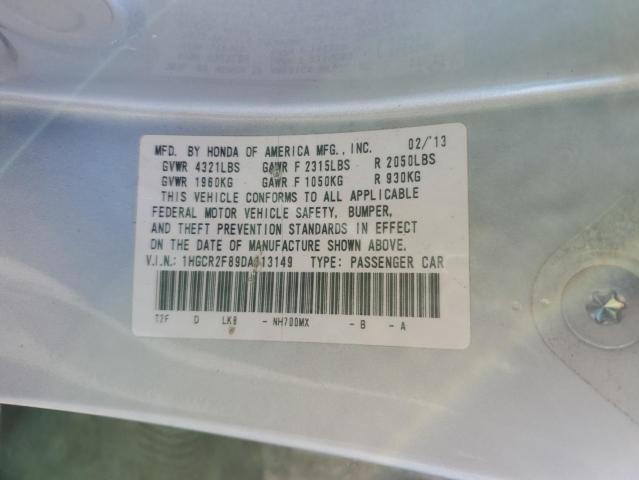 MFD. BY HONDA OF AMERICA MFG., INC. 02/'13
GVWR 4321LBS GAWR F 2315LBS R 2050LBS
GVWR 1960KG GAWR F 1050KG R 930KG
THIS VEHICLE CONFORMS TO ALL APPLICABLE
FEDERAL MOTOR VEHICLE SAFETY, BUMPER,
AND THEFT PREVENTION STANDARDS IN EFFECT
ON THE DATE OF MANUFACTURE SHOWN ABOVE.
V.I.N.: TYPE: PASSENGER CAR
T2F D LK8 - NH700MX - B - A